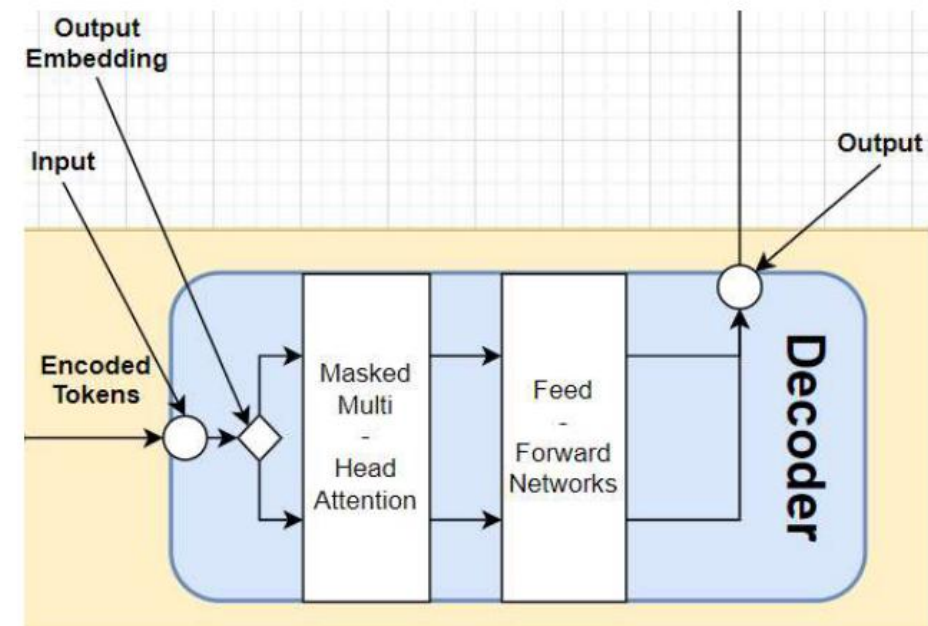 Output
Embedding
Input
Output
Encoded
Tokens
Masked
Multi
-
Head
Attention
Feed
-
Forward
Networks
Decoder